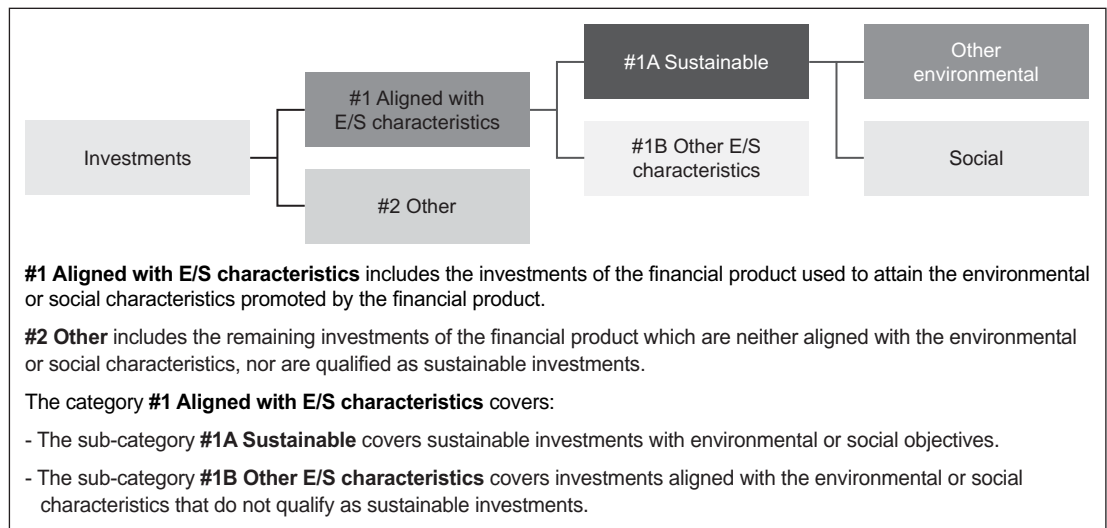 #1A Sustainable
Other
environmental
#1 Aligned with
E/S characteristics
Investments
#1B Other E/S
characteristics
Social
#2 Other
#1 Aligned with E/S characteristics includes the investments of the financial product used to attain the environmental
or social characteristics promoted by the financial product.
#2 Other includes the remaining investments of the financial product which are neither aligned with the environmental
or social characteristics, nor are qualified as sustainable investments.
The category #1 Aligned with E/S characteristics covers:
- The sub-category #1A Sustainable covers sustainable investments with environmental or social objectives.
- The sub-category #1B Other E/S characteristics covers investments aligned with the environmental or social
characteristics that do not qualify as sustainable investments.